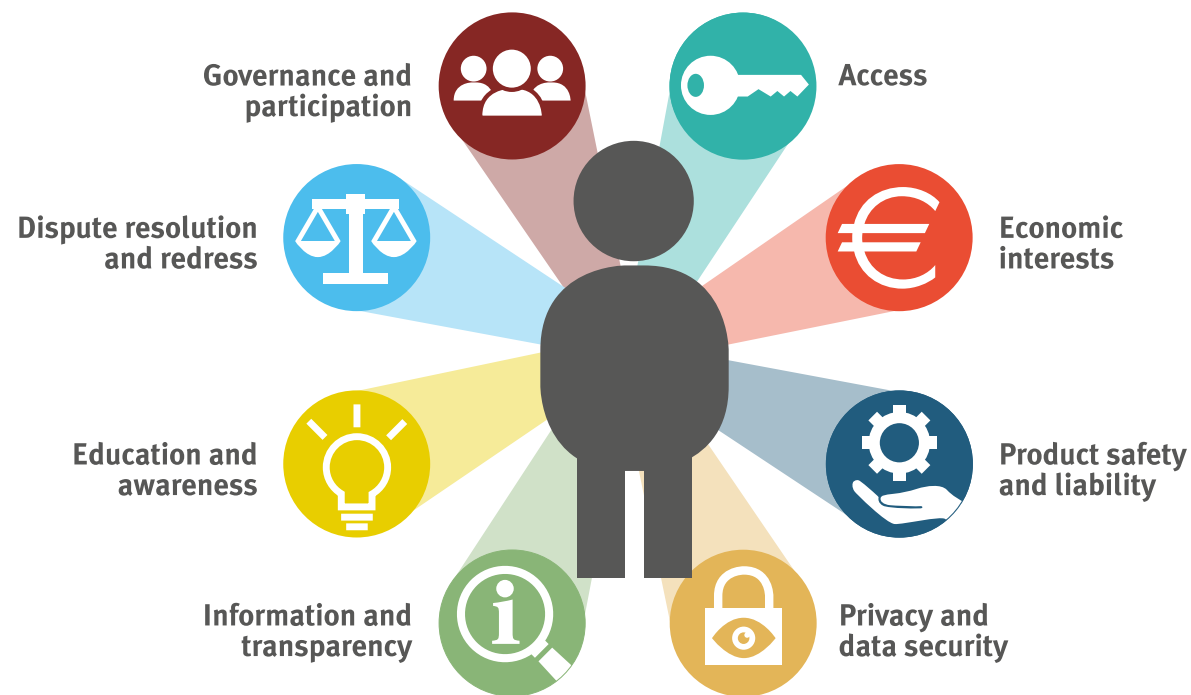 Governance and
participation
Access
Dispute resolution
and redress
Economic
interests
Education and
awareness
Product safety
and liability
Information and
transparency
Privacy and
data security